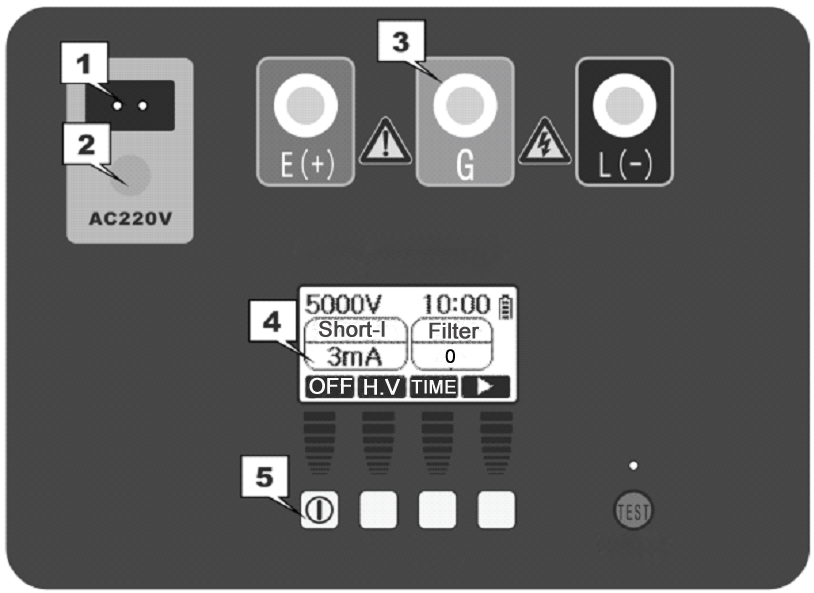 1
2
3
AC220V
E(+)
G
L(-)
4
5000V 10:00
Short-I Filter
3mA 0
OFF H.V TIME
5
TEST